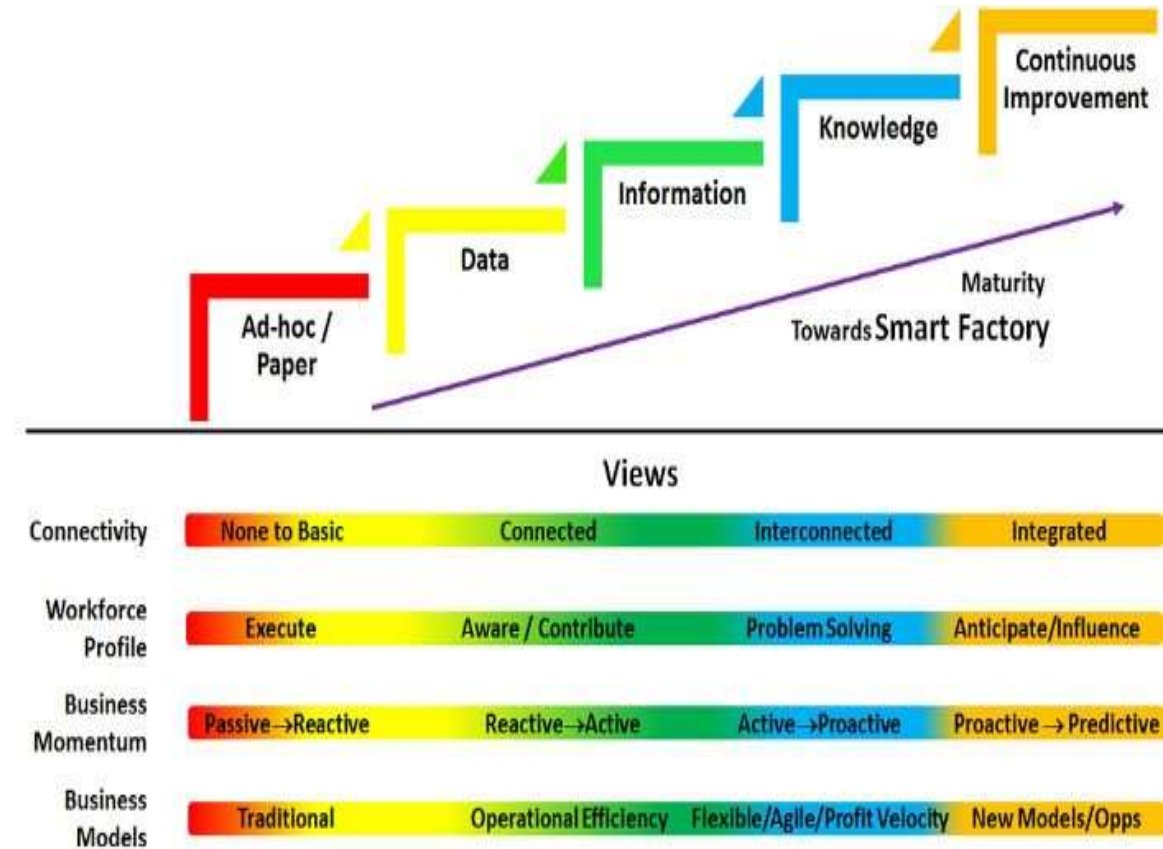 Continuous
Improvement
Knowledge
Information
Data
Ad-hoc /
Paper
Maturity
Towards Smart Factory
Views
Connectivity None to Basic Connected Interconnected Integrated
Workforce
Profile Execute Aware / Contribute Problem Solving Anticipate/Influence
Business
Momentum Passive→Reactive Reactive→Active Active→Proactive Proactive → Predictive
Business
Models Traditional Operational Efficiency Flexible/Agile/Profit Velocity New Models/Opps